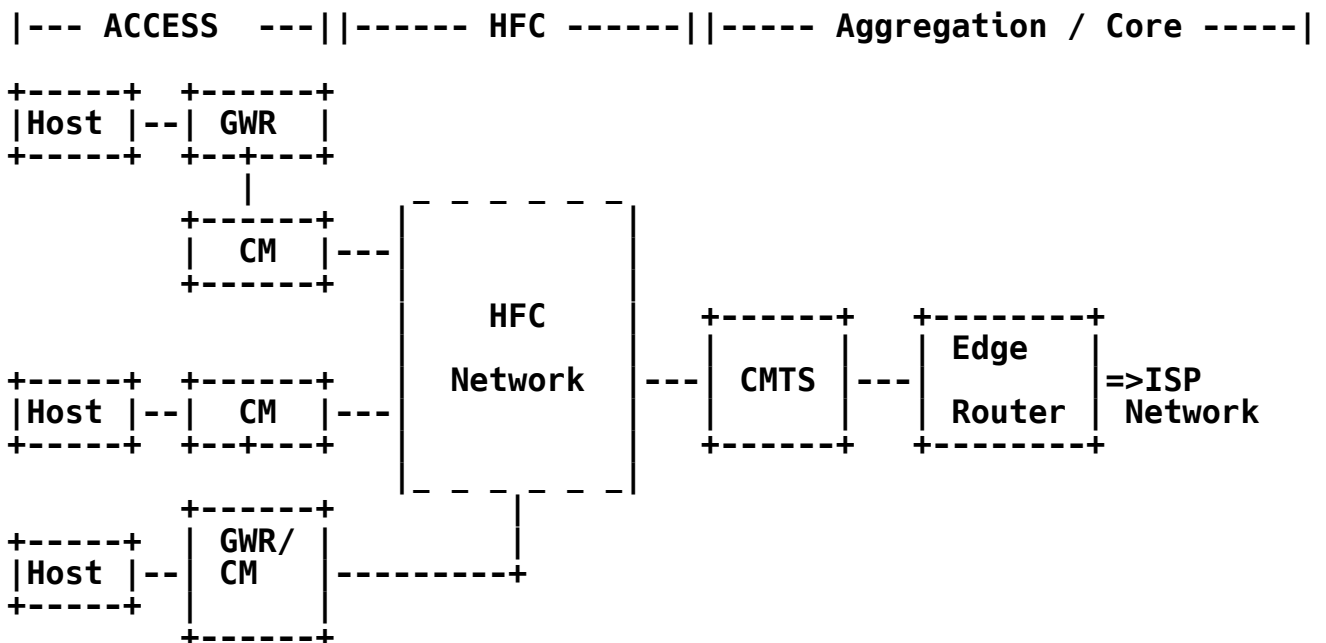 |--- ACCESS  ---||------ HFC ------||----- Aggregation / Core -----|
Host -- GWR
CM ---
HFC
Edge
Host -- CM --- Network --- CMTS --- =>ISP
Router Network
GWR/
Host -- CM ---------+